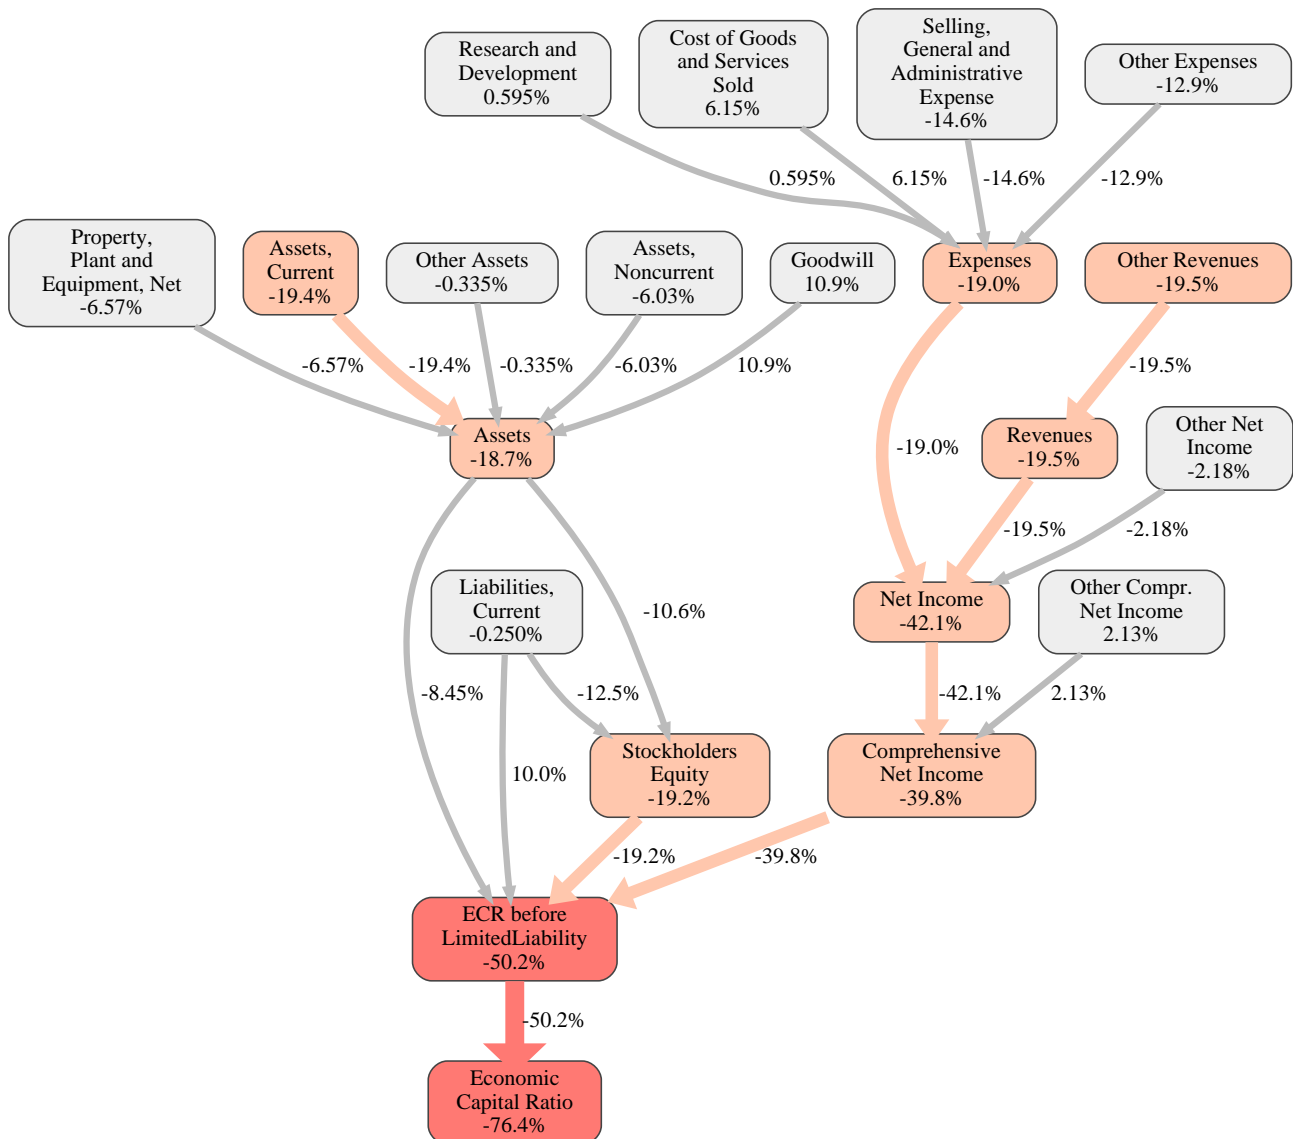 Research and
Development
0.595%
Cost of Goods
and Services
Sold
6.15%
Selling,
General and
Administrative
Expense
-14.6%
Other Expenses
-12.9%
0.595%
6.15%
-14.6%
-12.9%
Property,
Plant and
Equipment, Net
-6.57%
Assets,
Current
-19.4%
Other Assets
-0.335%
Assets,
Noncurrent
-6.03%
Goodwill
10.9%
Expenses
-19.0%
Other Revenues
-19.5%
-6.57%
-19.4%
-0.335%
-6.03%
10.9%
-19.5%
Assets
-18.7%
-19.0%
Revenues
-19.5%
Other Net
Income
-2.18%
-19.5%
-2.18%
Liabilities,
Current
-0.250%
-10.6%
Net Income
-42.1%
Other Compr.
Net Income
2.13%
-8.45%
-12.5%
-42.1%
2.13%
10.0%
Stockholders
Equity
-19.2%
Comprehensive
Net Income
-39.8%
-19.2%
-39.8%
ECR before
LimitedLiability
-50.2%
-50.2%
Economic
Capital Ratio
-76.4%